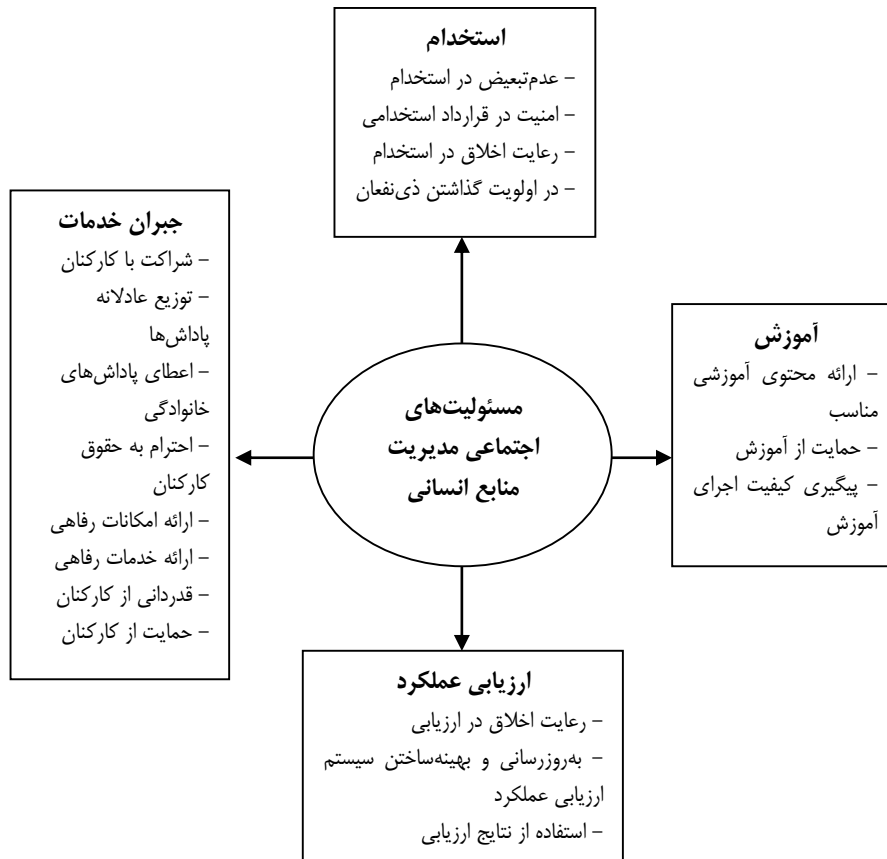 استخدام
– عدم‌تبعیض در استخدام
– امنیت در قرارداد استخدامی
– رعایت اخلاق در استخدام
– در اولویت گذاشتن ذی‌نفعان
آموزش
– ارائه محتوی آموزشی
مناسب
– حمایت از آموزش
– پیگیری کیفیت اجرای
آموزش
مسئولیت‌های
اجتماعی مدیریت
منابع انسانی
جبران خدمات
– شراکت با کارکنان
– توزیع عادلانه
پاداش‌ها
– اعطای پاداش‌های
خانوادگی
– احترام به حقوق
کارکنان
– ارائه امکانات رفاهی
– ارائه خدمات رفاهی
– قدردانی از کارکنان
– حمایت از کارکنان
ارزیابی عملکرد
– رعایت اخلاق در ارزیابی
– به‌روزرسانی و بهینه‌ساختن سیستم
ارزیابی عملکرد
– استفاده از نتایج ارزیابی